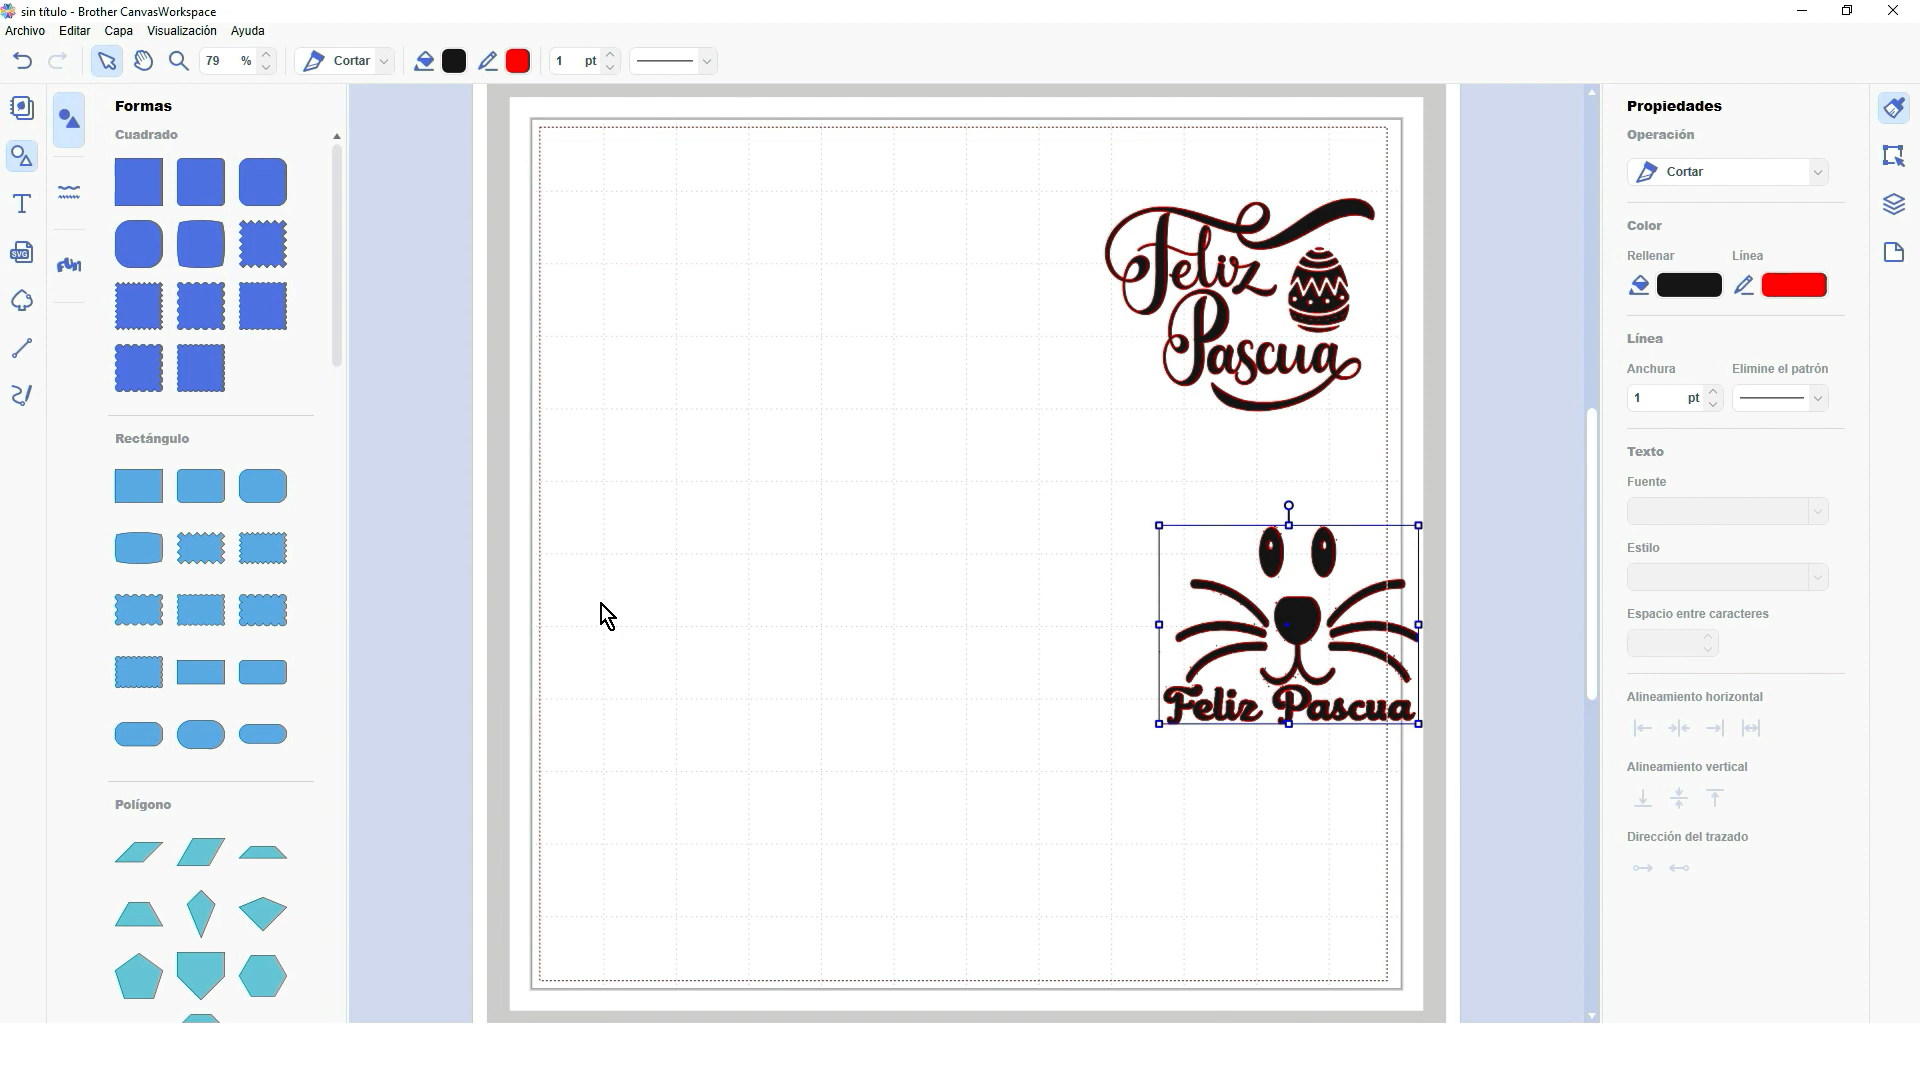 sin título - Brother CanvasWorkspace
Archivo Editar Capa Visualización Ayuda
79 % Cortar 1 pt
Formas
Cuadrado
Rectángulo
Polígono
SVG
Fun
Feliz
Pascua
Feliz Pascua
Propiedades
Operación
Cortar
Color
Rellenar Línea
Línea
Anchura Elimine el patrón
1 pt
Texto
Fuente
Estilo
Espacio entre caracteres
Alineamiento horizontal
Alineamiento vertical
Dirección del trazado